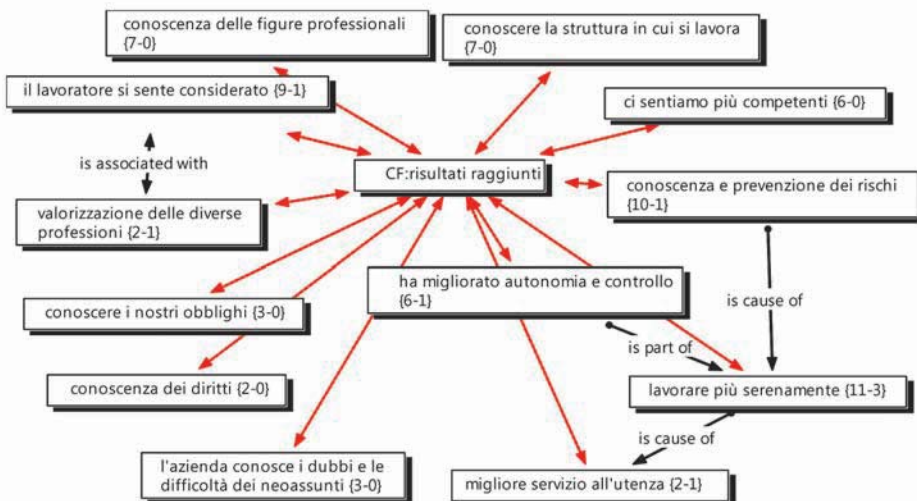 conoscenza delle figure professionali
{7-0}
conoscere la struttura in cui si lavora
{7-0}
il lavoratore si sente considerato {9-1}
ci sentiamo più competenti {6-0}
is associated with
CF:risultati raggiunti
conoscenza e prevenzione dei rischi
{10-1}
valorizzazione delle diverse
professioni {2-1}
ha migliorato autonomia e controllo
{6-1}
conoscere i nostri obblighi {3-0}
is cause of
is part of
conoscenza dei diritti {2-0}
lavorare più serenamente {11-3}
is cause of
l'azienda conosce i dubbi e le
difficoltà dei neoassunti {3-0}
migliore servizio all'utenza {2-1}